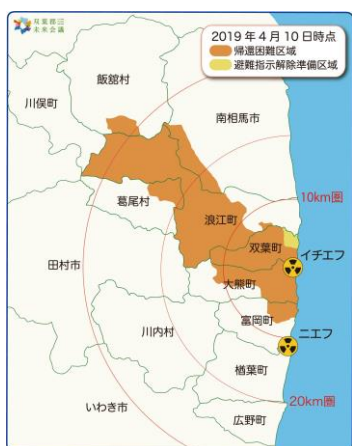 双葉郡
未来会議
2019年4月10日時点
帰還困難区域
避難指示解除準備区域
飯舘村
川俣町
南相馬市
10km圏
葛尾村
浪江町
双葉町
イチエフ
田村市
大熊町
富岡町
川内村
ニエフ
楢葉町
いわき市
20km圏
広野町